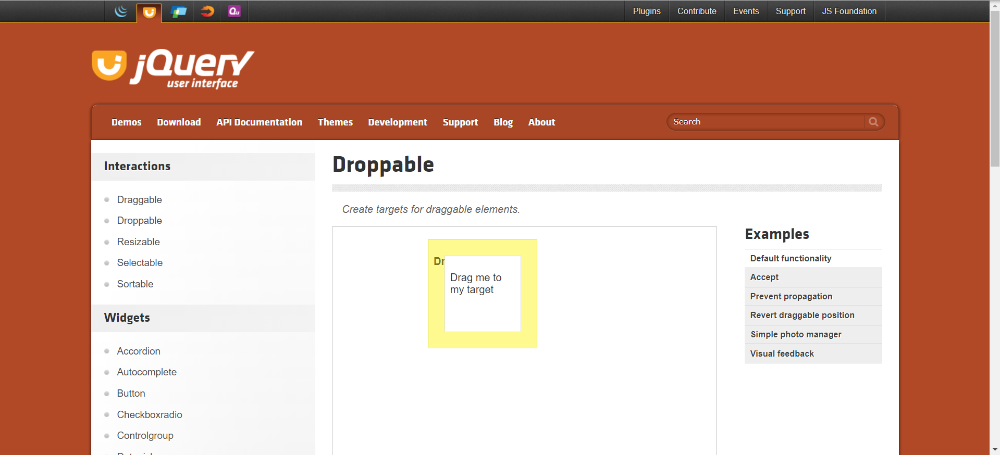 Qu
Plugins
Contribute
Events
Support
JS Foundation
jQuery
user interface
Demos
Download
API Documentation
Themes
Development
Support
Blog
About
Search
Interactions
Draggable
Droppable
Resizable
Selectable
Sortable
Widgets
Accordion
Autocomplete
Button
Checkboxradio
Controlgroup
Droppable
Create targets for draggable elements.
Dr
Drag me to
my target
Examples
Default functionality
Accept
Prevent propagation
Revert draggable position
Simple photo manager
Visual feedback